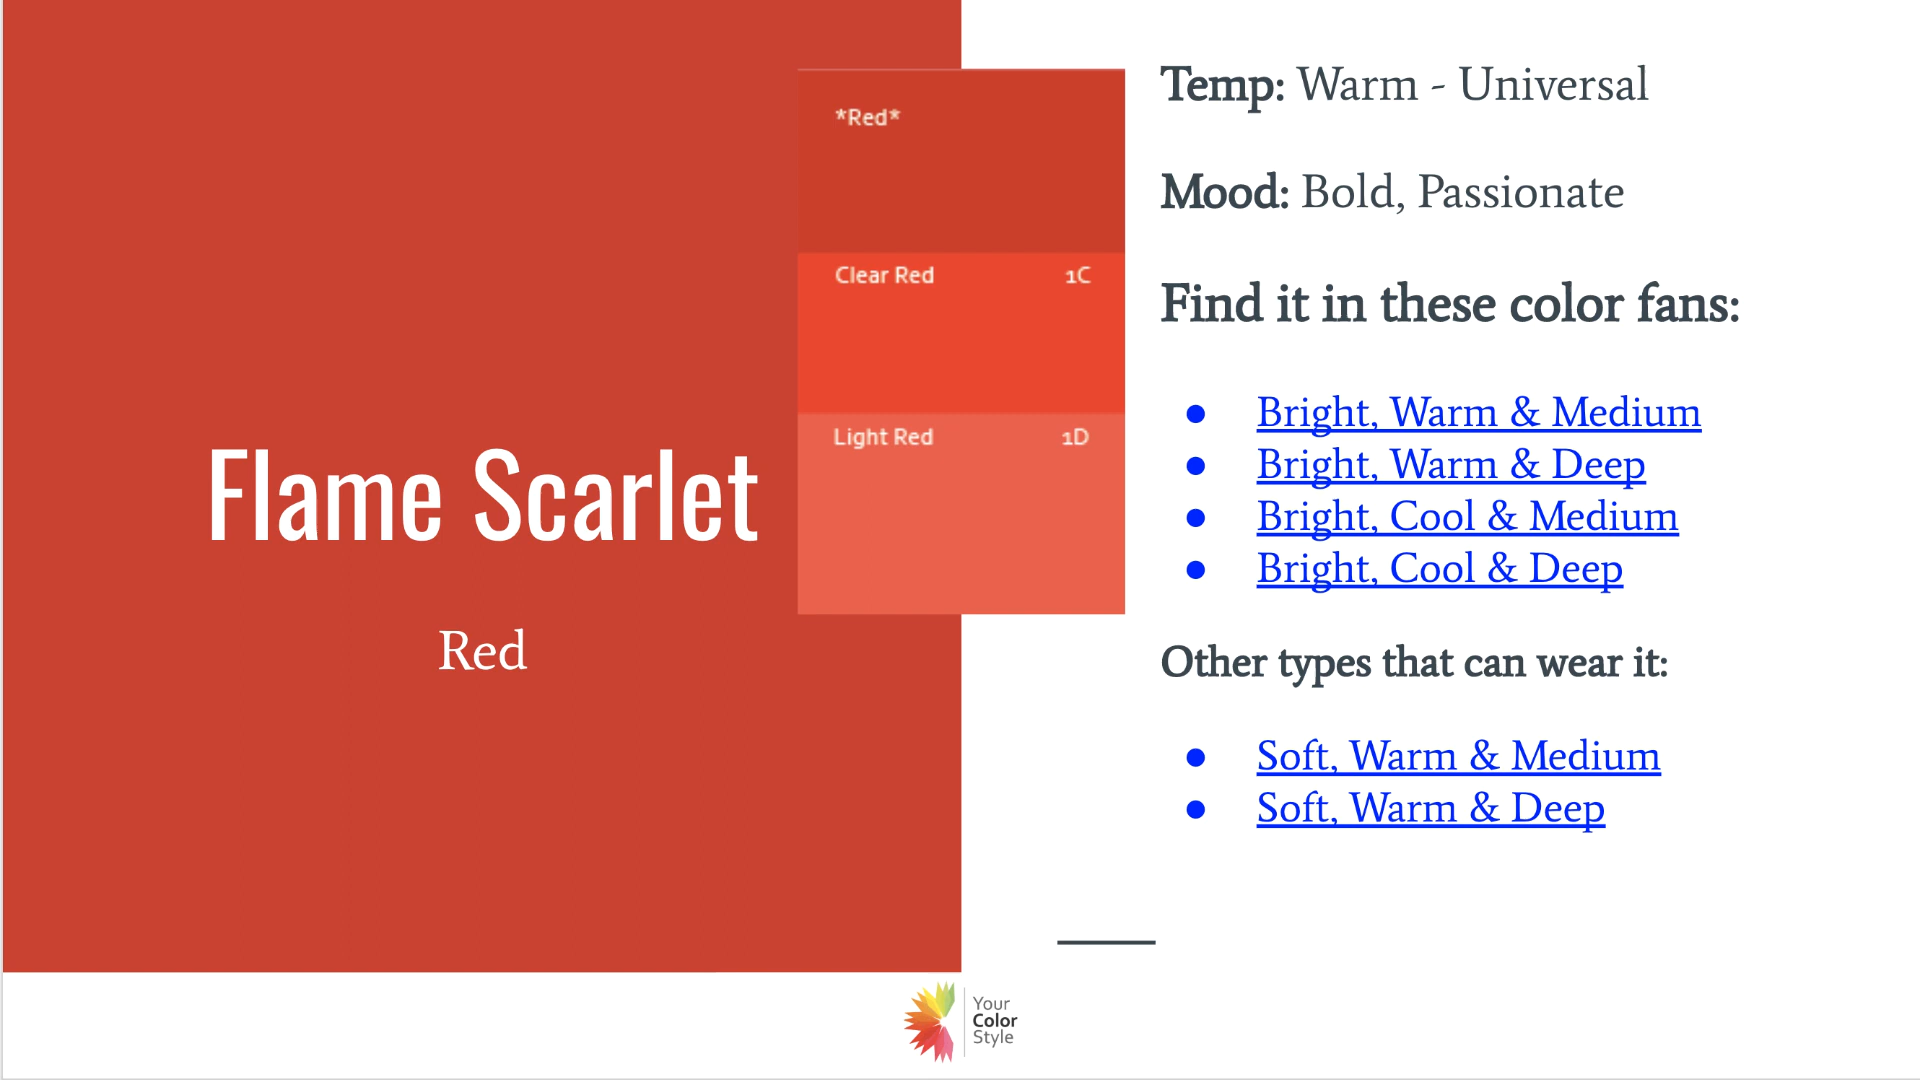 Flame Scarlet
Red
*Red*
Clear Red 1C
Light Red 1D
Temp: Warm - Universal
Mood: Bold, Passionate
Find it in these color fans:
● Bright, Warm & Medium
● Bright, Warm & Deep
● Bright, Cool & Medium
● Bright, Cool & Deep
Other types that can wear it:
● Soft, Warm & Medium
● Soft, Warm & Deep
Your
Color
Style